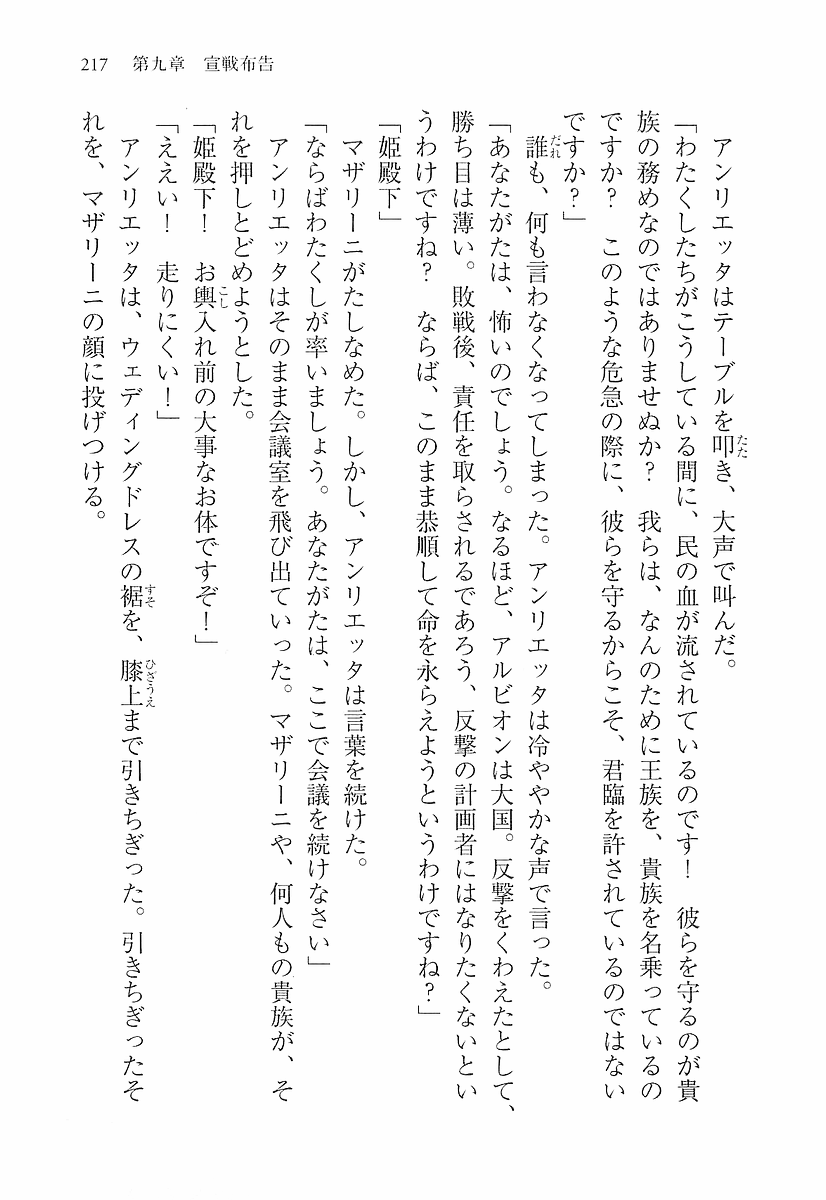 217　第九章　宣戦布告
　アンリエッタはテーブルを叩き、大声で叫んだ。
「わたくしたちがこうしている間に、民の血が流されているのです！　彼らを守るのが貴
族の務めなのではありませぬか？　我らは、なんのために王族を、貴族を名乗っているの
ですか？　このような危急の際に、彼らを守るからこそ、君臨を許されているのではない
ですか？」
　誰も、何も言わなくなってしまった。アンリエッタは冷ややかな声で言った。
「あなたがたは、怖いのでしょう。なるほど、アルビオンは大国。反撃をくわえたとして、
勝ち目は薄い。敗戦後、責任を取らされるであろう、反撃の計画者にはなりたくないとい
うわけですね？　ならば、このまま恭順して命を永らえようというわけですね？」
「姫殿下」
　マザリーニがたしなめた。しかし、アンリエッタは言葉を続けた。
「ならばわたくしが率いましょう。あなたがたは、ここで会議を続けなさい」
　アンリエッタはそのまま会議室を飛び出ていった。マザリーニや、何人もの貴族が、そ
れを押しとどめようとした。
「姫殿下！　お輿入れ前の大事なお体ですぞ！」
「ええい！　走りにくい！」
　アンリエッタは、ウェディングドレスの裾を、膝上まで引きちぎった。引きちぎったそ
れを、マザリーニの顔に投げつける。